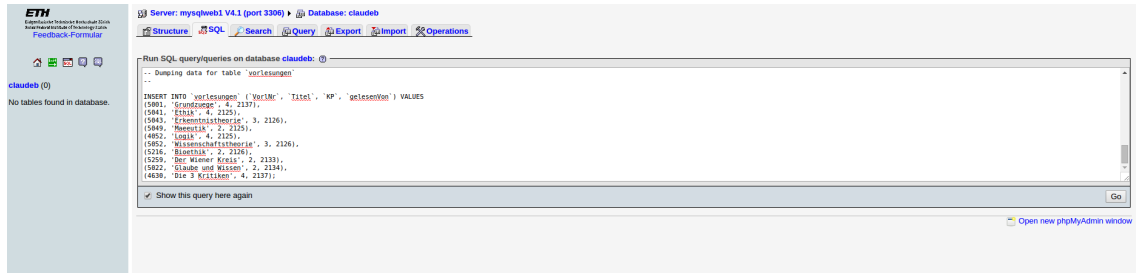 ETH
Eidgenössische Technische Hochschule Zürich
Swiss Federal Institute of Technology Zurich
Feedback-Formular
claudeb (0)
No tables found in database.
Server: mysqlweb1 V4.1 (port 3306) Database: claudeb
Structure SQL Search Query Export Import Operations
Run SQL query/queries on database claudeb:
-- Dumping data for table `vorlesungen`
--
INSERT INTO `vorlesungen` (`VorlNr`, `Titel`, `KP`, `gelesenVon`) VALUES
(5001, 'Grundzuege', 4, 2137),
(5041, 'Ethik', 4, 2125),
(5043, 'Erkenntnistheorie', 3, 2126),
(5049, 'Maeeutik', 2, 2125),
(4052, 'Logik', 4, 2125),
(5052, 'Wissenschaftstheorie', 3, 2126),
(5216, 'Bioethik', 2, 2126),
(5259, 'Der Wiener Kreis', 2, 2133),
(5022, 'Glaube und Wissen', 2, 2134),
(4630, 'Die 3 Kritiken', 4, 2137);
Show this query here again
Go
Open new phpMyAdmin window